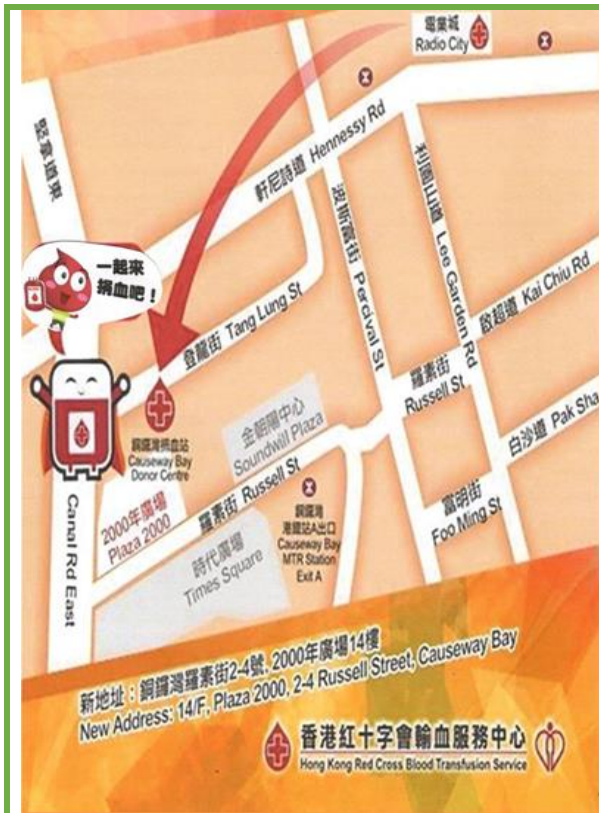 電業城
Radio City
堅拿道東
軒尼詩道 Hennessy Rd
利園山道 Lee Garden Rd
波斯富街 Percival St
一起來
捐血吧！
登龍街 Tang Lung St
啟超道 Kai Chiu Rd
羅素街
Russell St
金朝陽中心
Soundwill Plaza
白沙道 Pak Sha
銅鑼灣捐血站
Causeway Bay
Donor Centre
2000年廣場
Plaza 2000
羅素街 Russell St
富明街
Foo Ming St
銅鑼灣
港鐵站A出口
Causeway Bay
MTR Station
Exit A
時代廣場
Times Square
Canal Rd East
新地址：銅鑼灣羅素街2-4號, 2000年廣場14樓
New Address: 14/F, Plaza 2000, 2-4 Russell Street, Causeway Bay
香港紅十字會輸血服務中心
Hong Kong Red Cross Blood Transfusion Service